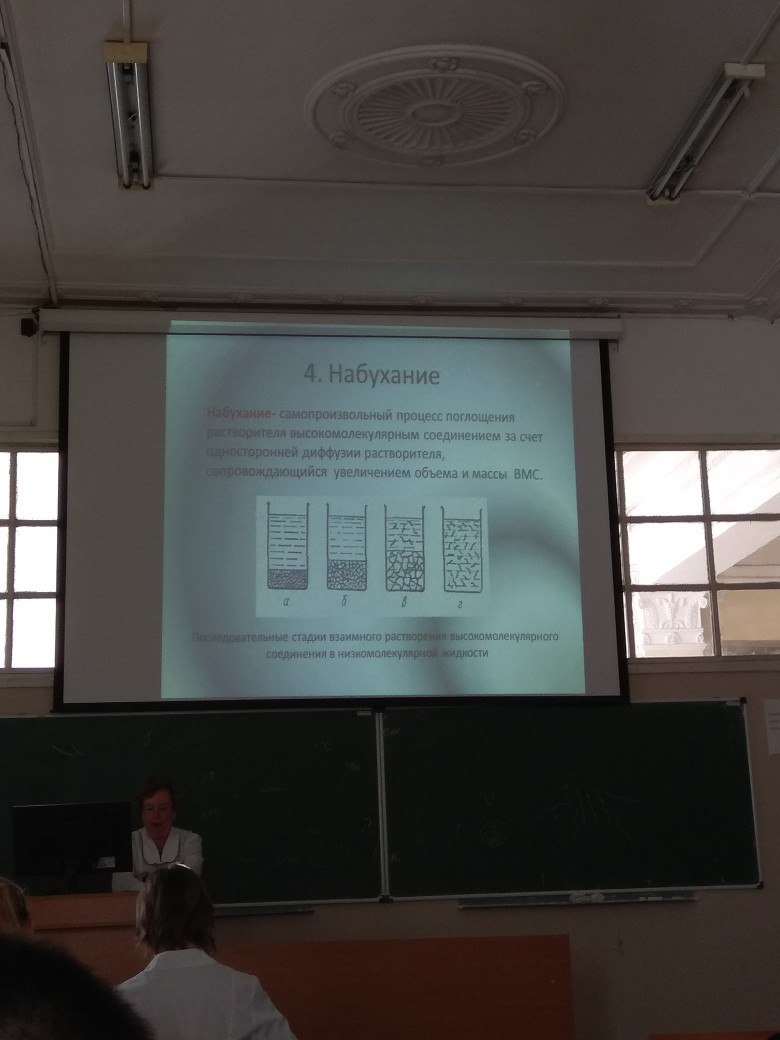 4. Набухание
Набухание- самопроизвольный процесс поглощения
растворителя высокомолекулярным соединением за счет
односторонней диффузии растворителя,
сопровождающийся увеличением объема и массы ВМС.
а б в г
Последовательные стадии взаимного растворения высокомолекулярного
соединения в низкомолекулярной жидкости